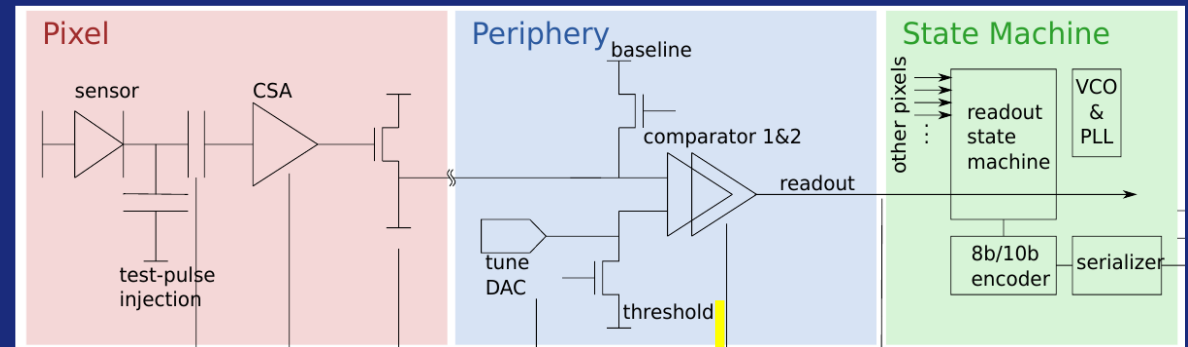 Pixel
sensor
CSA
test-pulse
injection
Periphery
baseline
comparator 1&2
readout
tune
DAC
threshold
State Machine
other pixels
...
readout
state
machine
VCO
&
PLL
8b/10b
encoder
serializer